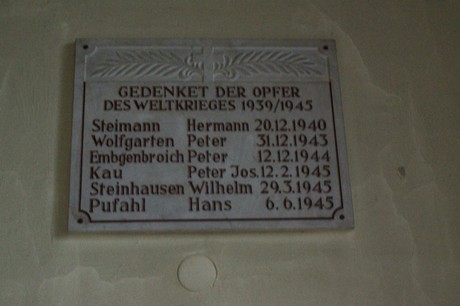 GEDENKET DER OPFER
DES WELTKRIEGES 1939/1945
Steimann Hermann 20.12.1940
Wolfgarten Peter 31.12.1943
Embgenbroich Peter 12.12.1944
Kau Peter Jos. 12.2.1945
Steinhausen Wilhelm 29.3.1945
Pufahl Hans 6.6.1945